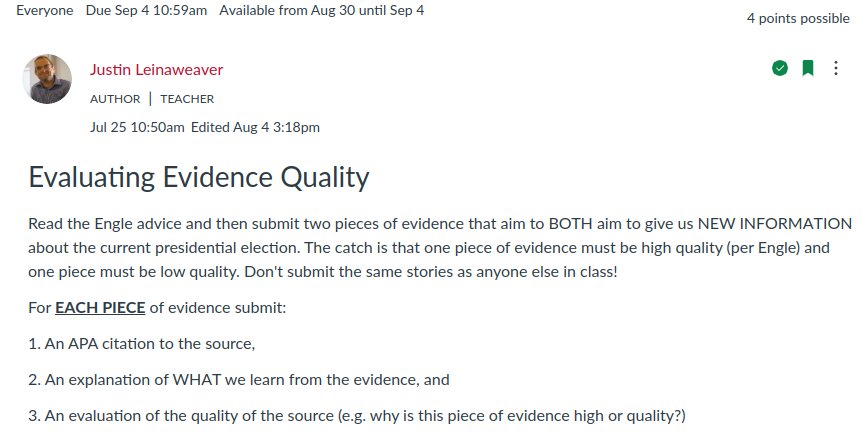 Everyone Due Sep 4 10:59am Available from Aug 30 until Sep 4
4 points possible
Justin Leinaweaver
AUTHOR | TEACHER
Jul 25 10:50am Edited Aug 4 3:18pm
Evaluating Evidence Quality
Read the Engle advice and then submit two pieces of evidence that aim to BOTH aim to give us NEW INFORMATION
about the current presidential election. The catch is that one piece of evidence must be high quality (per Engle) and
one piece must be low quality. Don't submit the same stories as anyone else in class!
For EACH PIECE of evidence submit:
1. An APA citation to the source,
2. An explanation of WHAT we learn from the evidence, and
3. An evaluation of the quality of the source (e.g. why is this piece of evidence high or quality?)